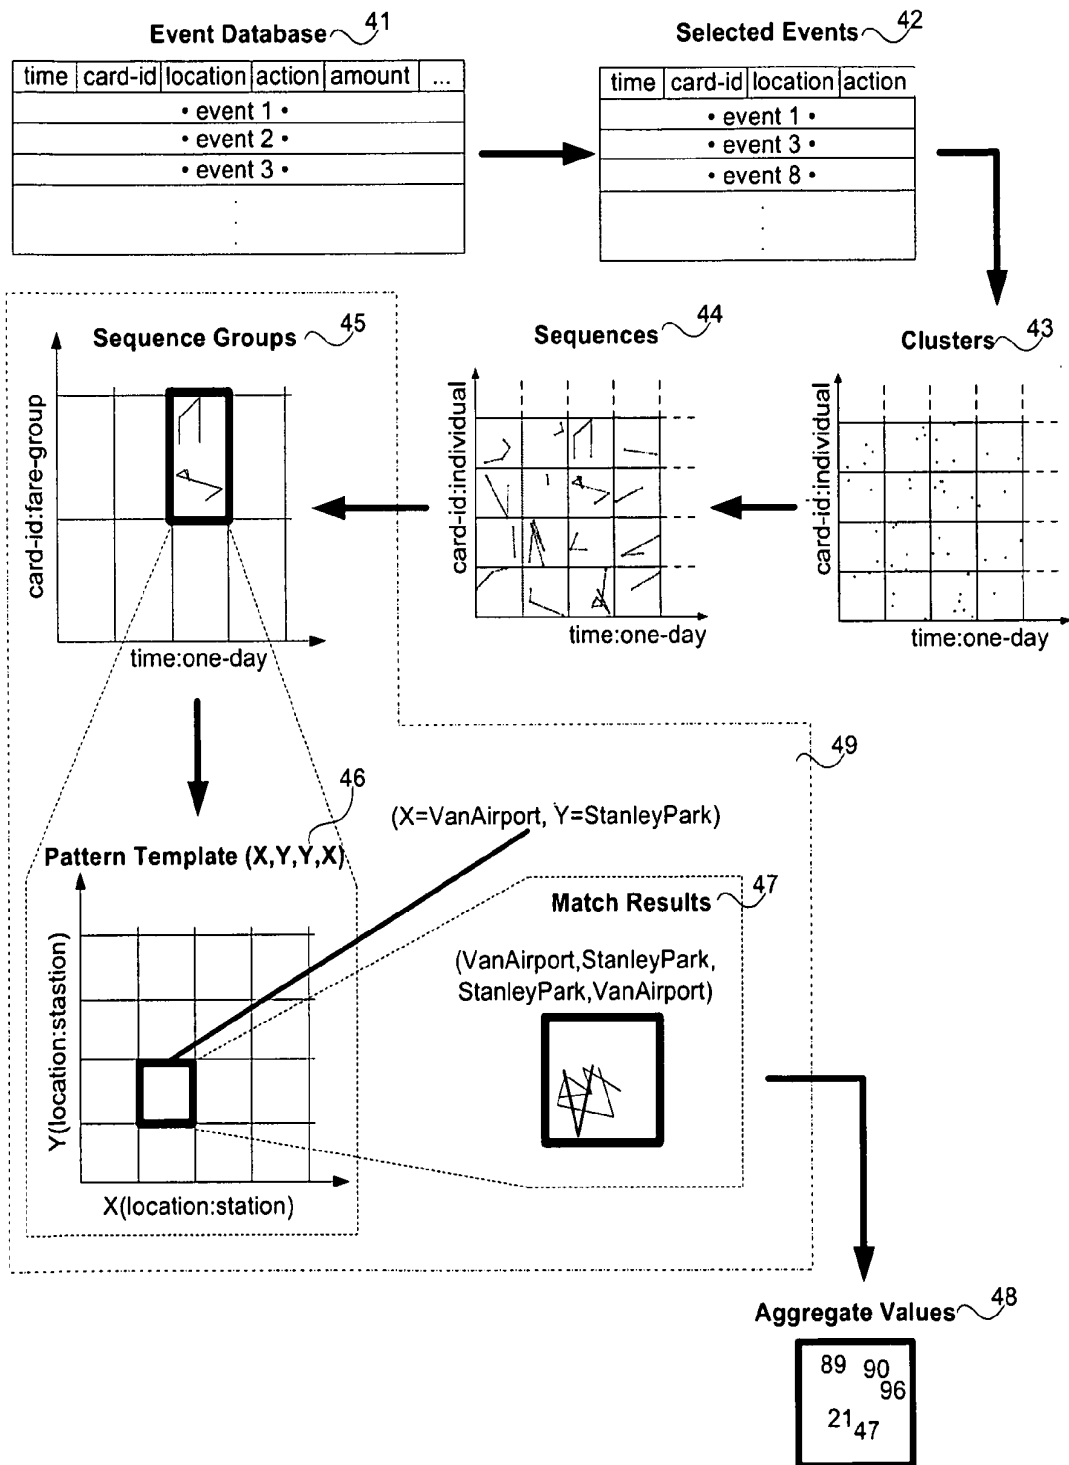 Event Database 41
time card-id location action amount ...
• event 1 •
• event 2 •
• event 3 •
Selected Events 42
time card-id location action
• event 1 •
• event 3 •
• event 8 •
Sequence Groups 45
card-id:fare-group
time:one-day
Sequences 44
card-id:individual
time:one-day
Clusters 43
card-id:individual
time:one-day
49
46
(X=VanAirport, Y=StanleyPark)
Pattern Template (X,Y,Y,X)
Y(location:stastion)
X(location:station)
Match Results 47
(VanAirport,StanleyPark,
StanleyPark,VanAirport)
Aggregate Values 48
89 90
96
21 47